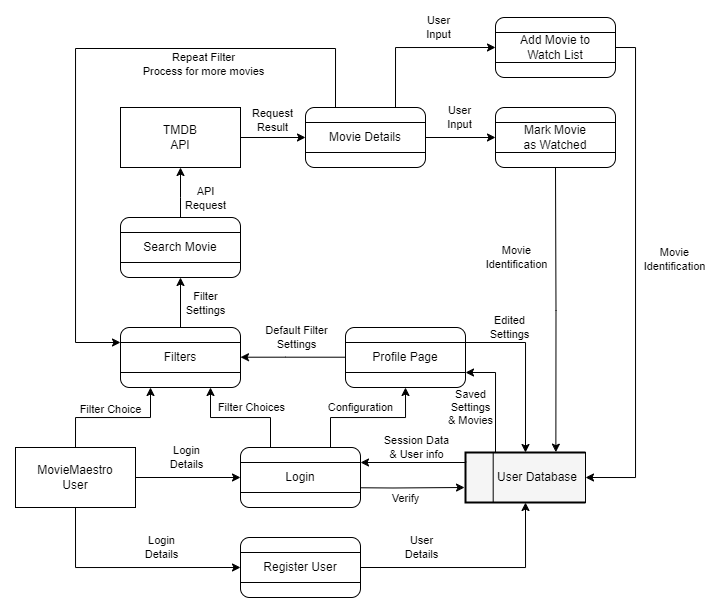 User
Input
Add Movie to
Watch List
Repeat Filter
Process for more movies
TMDB
API
Request
Result
Movie Details
User
Input
Mark Movie
as Watched
API
Request
Search Movie
Movie
Identification
Movie
Identification
Filter
Settings
Filters
Default Filter
Settings
Profile Page
Edited
Settings
Filter Choice
Filter Choices
Configuration
Saved
Settings
& Movies
MovieMaestro
User
Login
Details
Login
Session Data
& User info
Verify
User Database
Login
Details
Register User
User
Details